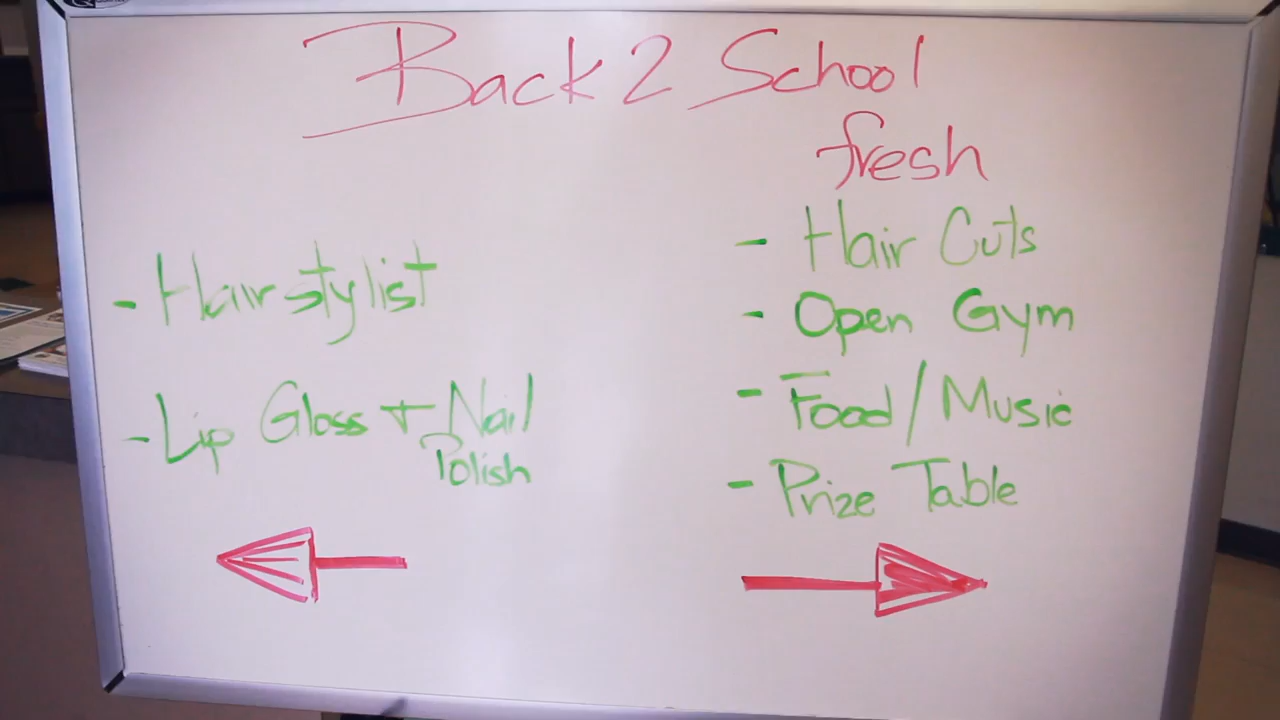 Back 2 School
fresh
- Hairstylist
- Lip Gloss + Nail
Polish
- Hair Cuts
- Open Gym
- Food/Music
- Prize Table